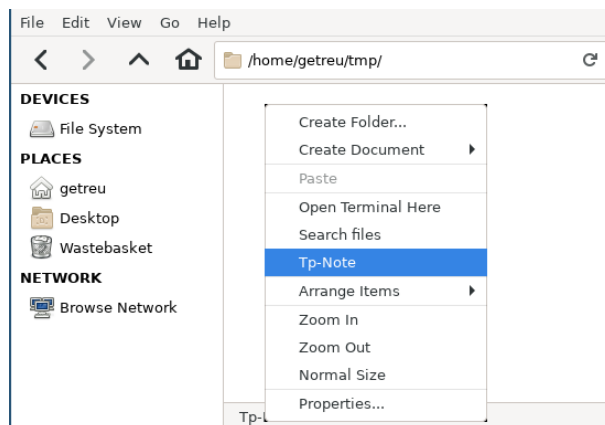 File Edit View Go Help
/home/getreu/tmp/
DEVICES
File System
PLACES
getreu
Desktop
Wastebasket
NETWORK
Browse Network
Create Folder...
Create Document
Paste
Open Terminal Here
Search files
Tp-Note
Arrange Items
Zoom In
Zoom Out
Normal Size
Properties...